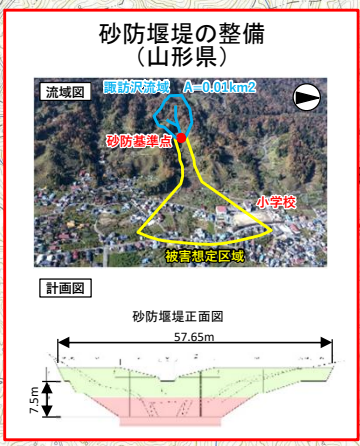 砂防堰堤の整備
（山形県）
流域図
諏訪沢流域 A=0.01km2
砂防基準点
小学校
被害想定区域
計画図
砂防堰堤正面図
57.65m
7.5m